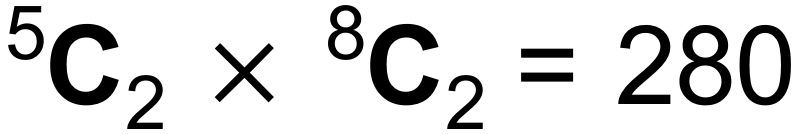 ⁵C₂ × ⁸C₂ = 280